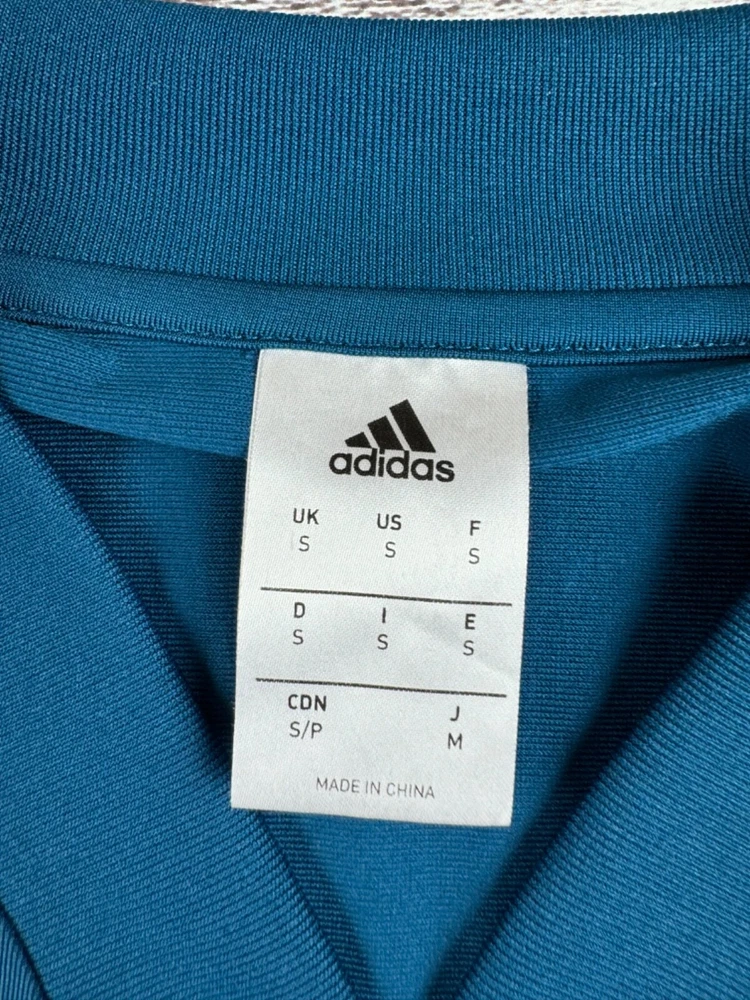 adidas
UK US F
S S S
D I E
S S S
CDN J
S/P M
MADE IN CHINA